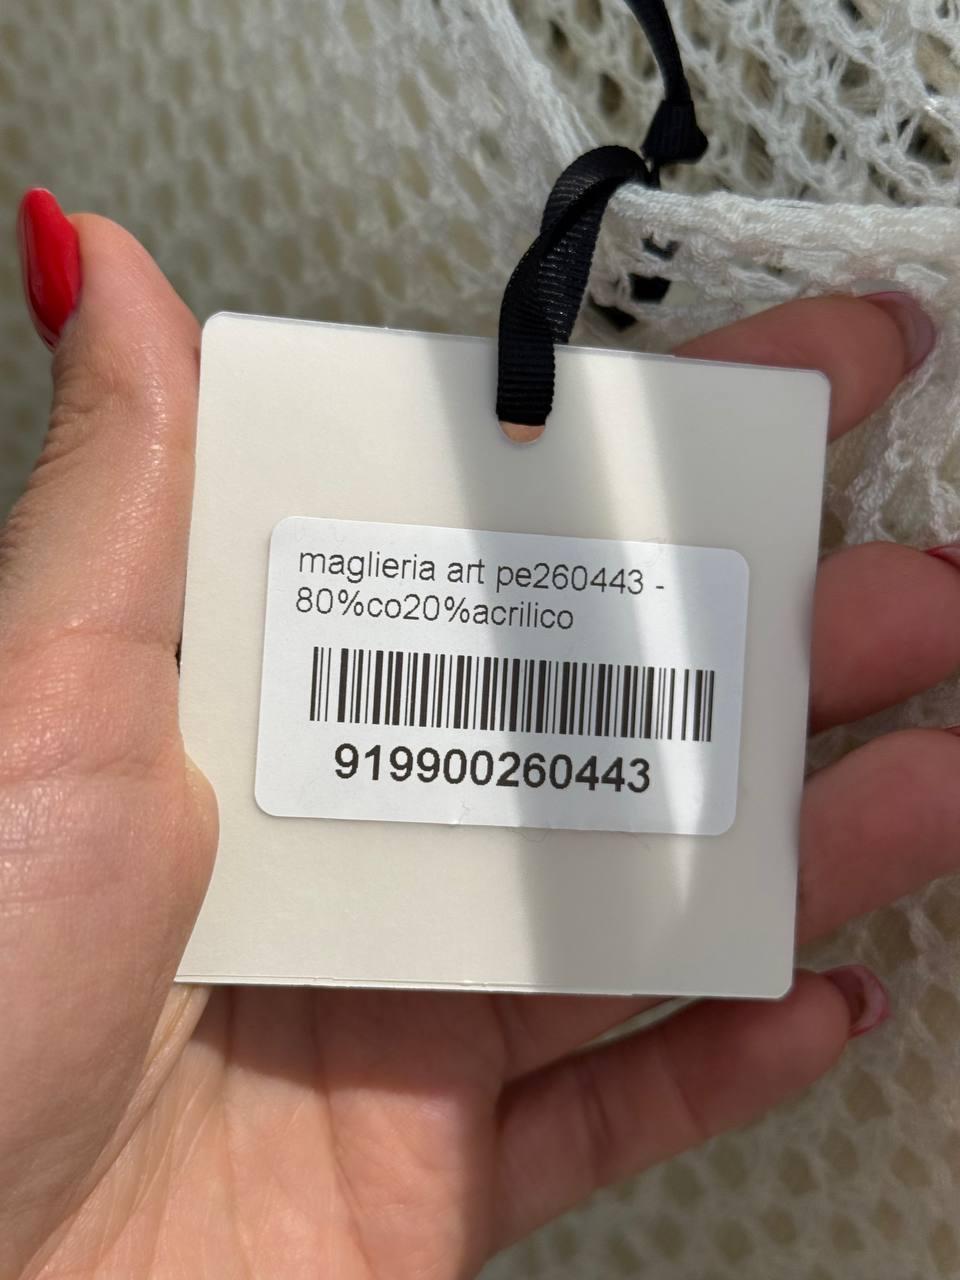 maglieria art pe260443 -
80%co20%acrilico
919900260443